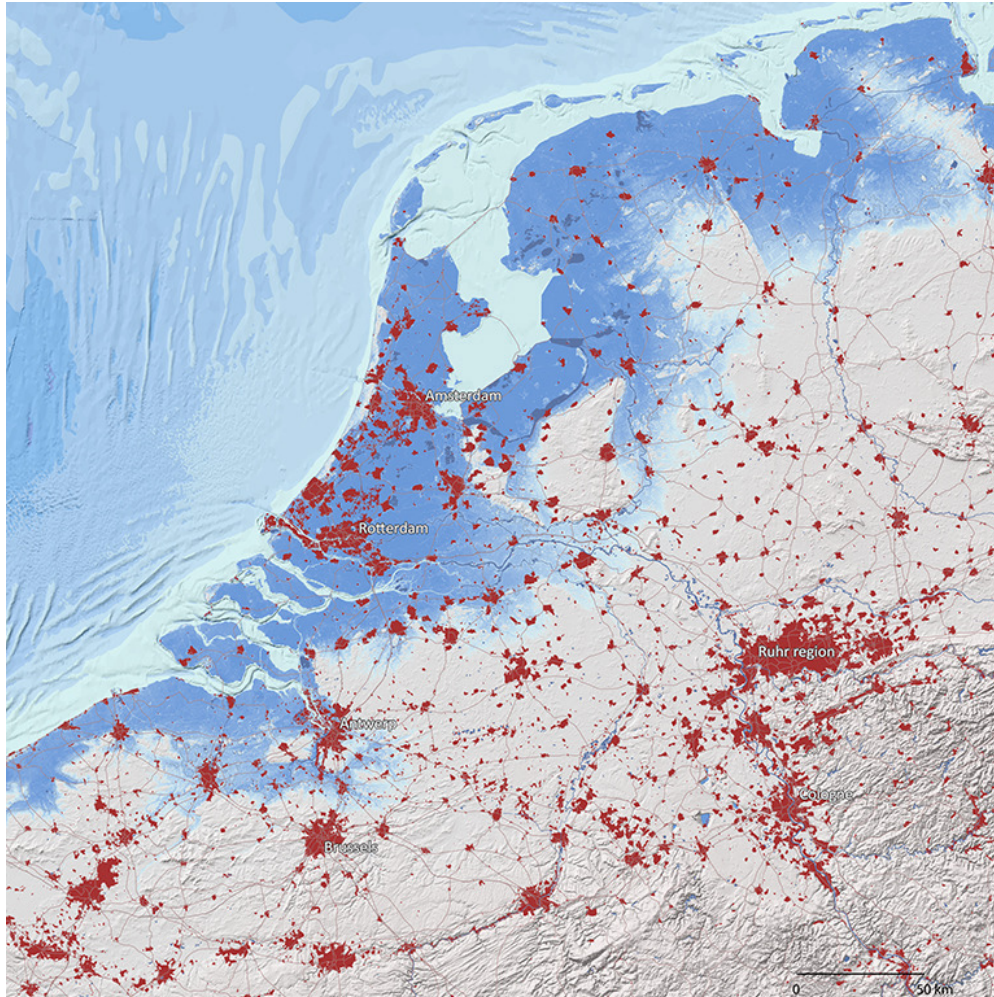 Amsterdam
Rotterdam
Ruhr region
Antwerp
Cologne
Brussels
0 50 km